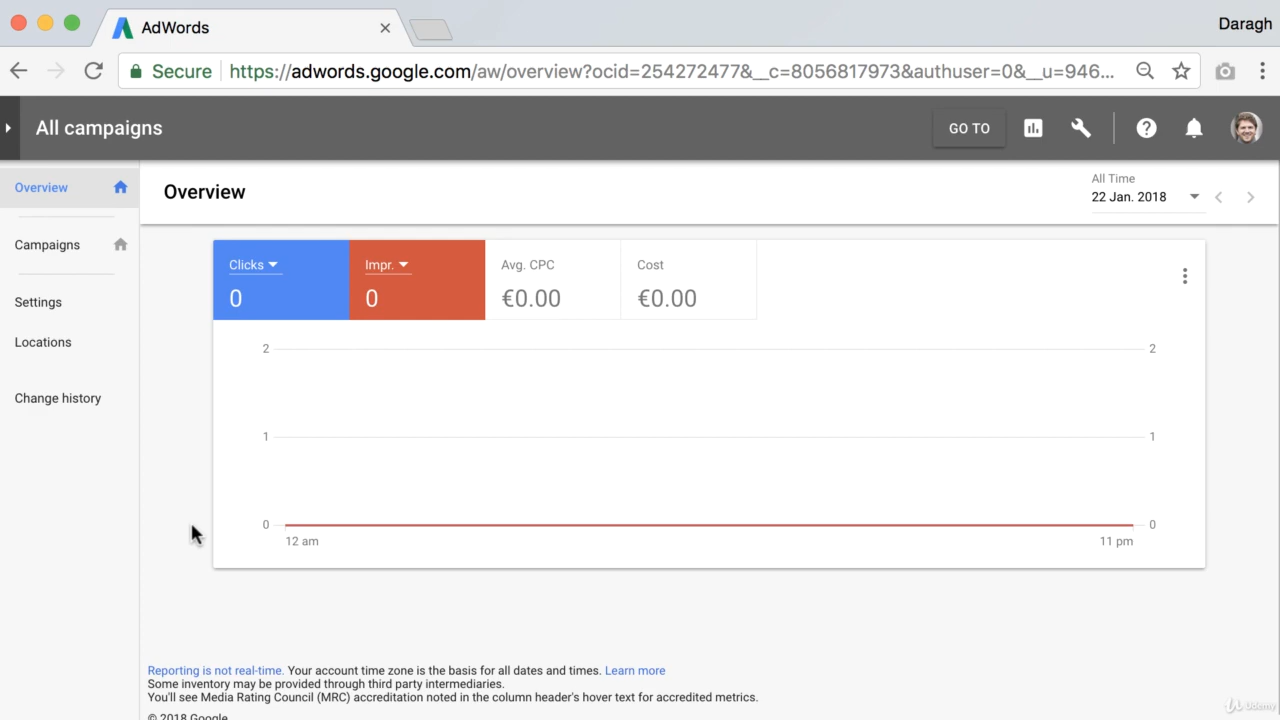 AdWords
Daragh
Secure https://adwords.google.com/aw/overview?ocid=254272477&__c=8056817973&authuser=0&__u=946...
All campaigns
GO TO
Overview
Campaigns
Settings
Locations
Change history
Overview
All Time
22 Jan. 2018
Clicks
0
Impr.
0
Avg. CPC
€0.00
Cost
€0.00
2 2
1 1
0 0
12 am 11 pm
Reporting is not real-time. Your account time zone is the basis for all dates and times. Learn more
Some inventory may be provided through third party intermediaries.
You'll see Media Rating Council (MRC) accreditation noted in the column header's hover text for accredited metrics.
© 2018 Google
Udemy